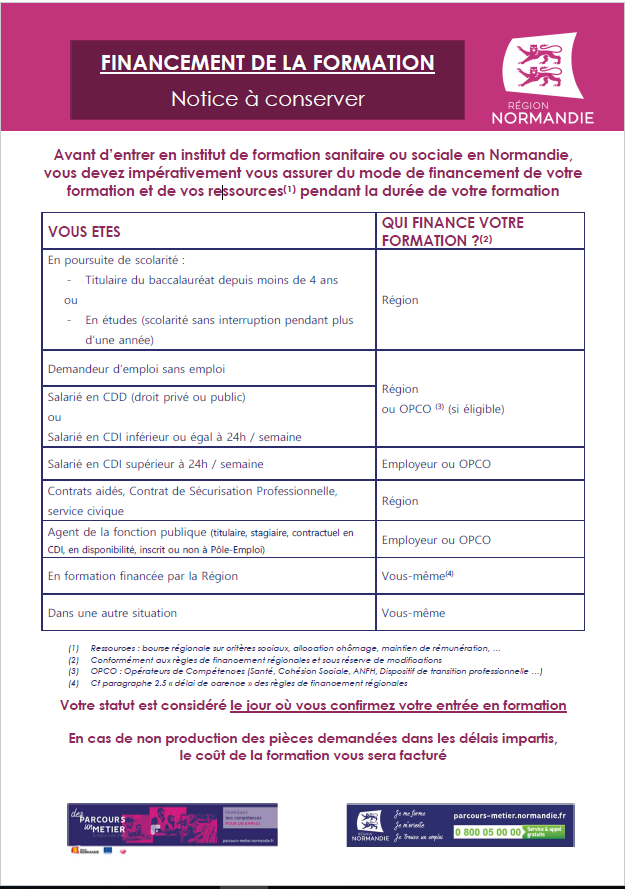 FINANCEMENT DE LA FORMATION
Notice à conserver
RÉGION
NORMANDIE
Avant d'entrer en institut de formation sanitaire ou sociale en Normandie,
vous devez impérativement vous assurer du mode de financement de votre
formation et de vos ressources(1) pendant la durée de votre formation
VOUS ETES
QUI FINANCE VOTRE
FORMATION ?(2)
En poursuite de scolarité :
- Titulaire du baccalauréat depuis moins de 4 ans
ou
- En études (scolarité sans interruption pendant plus
d'une année)
Région
Demandeur d'emploi sans emploi
Salarié en CDD (droit privé ou public)
ou
Salarié en CDI inférieur ou égal à 24h / semaine
Région
ou OPCO (3) (si éligible)
Salarié en CDI supérieur à 24h / semaine
Employeur ou OPCO
Contrats aidés, Contrat de Sécurisation Professionnelle,
service civique
Région
Agent de la fonction publique (titulaire, stagiaire, contractuel en
CDI, en disponibilité, inscrit ou non à Pôle-Emploi)
Employeur ou OPCO
En formation financée par la Région
Vous-même(4)
Dans une autre situation
Vous-même
(1) Ressources : bourse régionale sur critères sociaux, allocation chômage, maintien de rémunération, ...
(2) Conformément aux règles de financement régionales et sous réserve de modifications
(3) OPCO : Opérateurs de Compétences (Santé, Cohésion Sociale, ANFH, Dispositif de transition professionnelle ...)
(4) Cf paragraphe 2.5 « délai de carence » des règles de financement régionales
Votre statut est considéré le jour où vous confirmez votre entrée en formation
En cas de non production des pièces demandées dans les délais impartis,
le coût de la formation vous sera facturé
des
PARCOURS
un
METIER
vos compétences
POUR UN EMPLOI
parcours-metier.normandie.fr
NORMANDIE
RÉGION
NORMANDIE
Je me forme
Je m'oriente
Je Trouve un emploi
parcours-metier.normandie.fr
0 800 05 00 00
Service & appel
gratuits